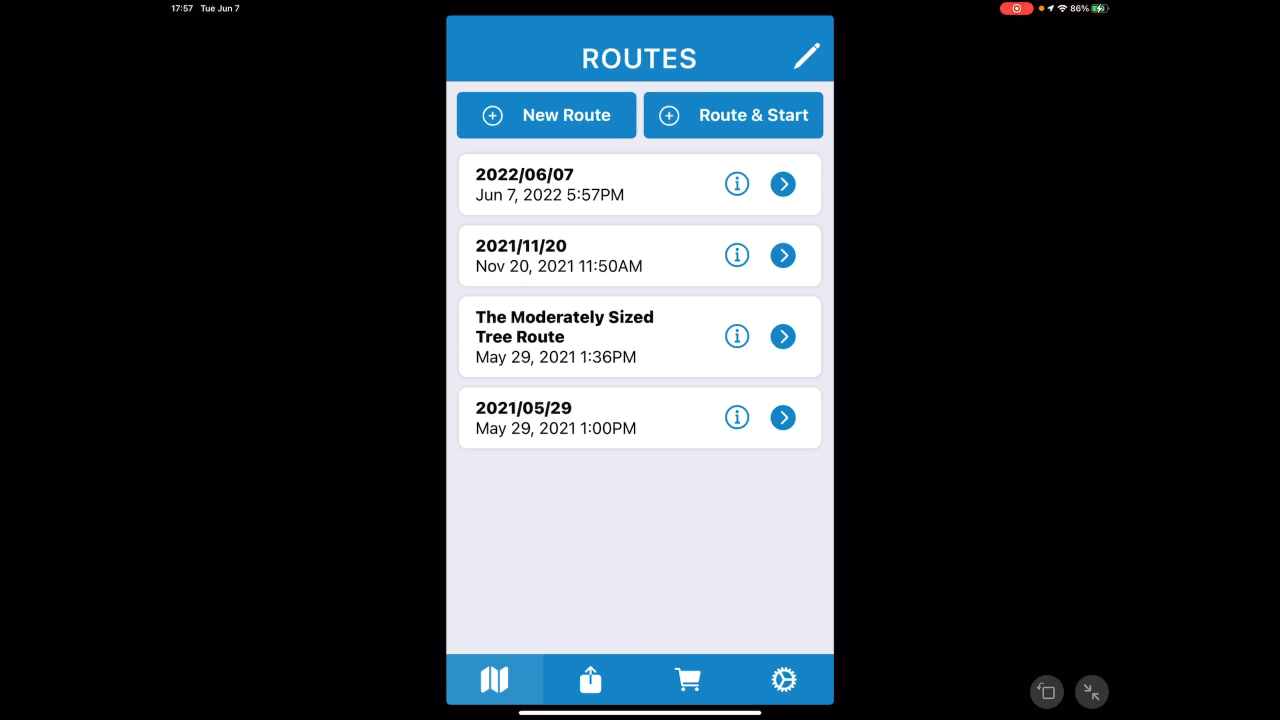 17:57 Tue Jun 7
86%
ROUTES
New Route
Route & Start
2022/06/07
Jun 7, 2022 5:57PM
2021/11/20
Nov 20, 2021 11:50AM
The Moderately Sized
Tree Route
May 29, 2021 1:36PM
2021/05/29
May 29, 2021 1:00PM